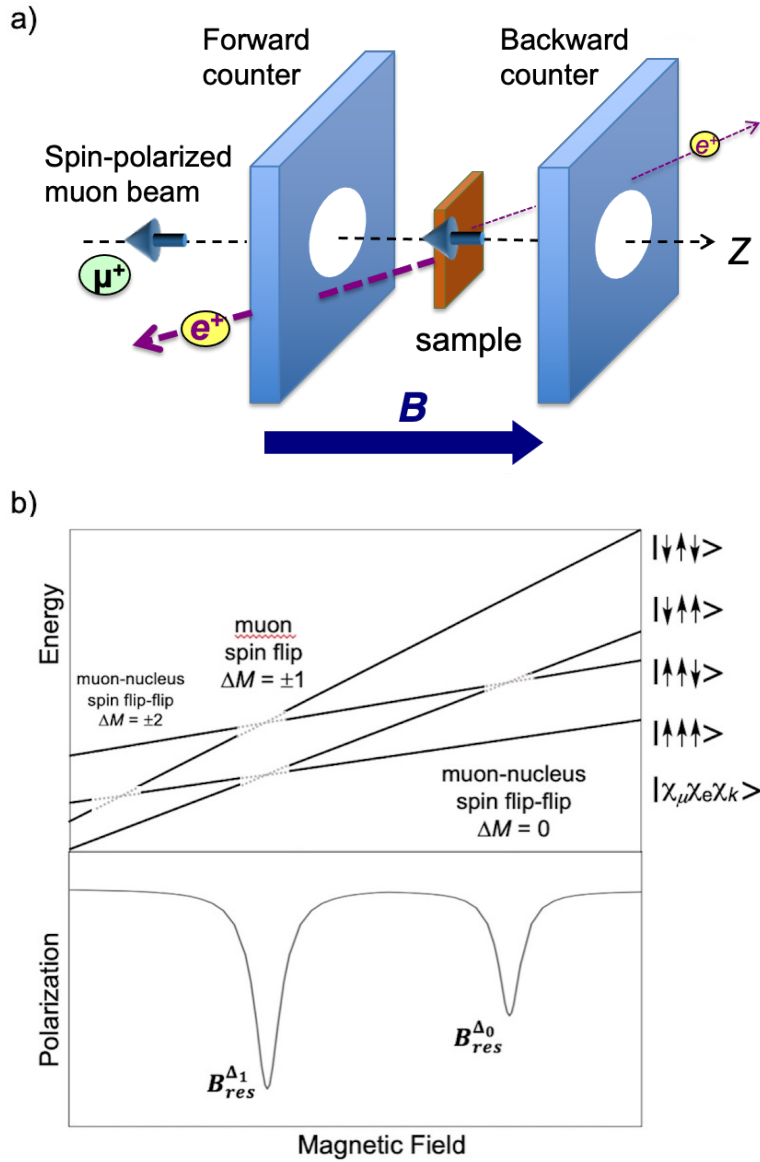 a)
Forward
counter
Backward
counter
Spin-polarized
muon beam
e⁺
μ⁺
Z
e⁺
sample
B
b)
Energy
|↓↑↓>
muon
spin flip
ΔM = ±1
|↓↑↑>
muon-nucleus
spin flip-flip
ΔM = ±2
|↑↑↓>
|↑↑↑>
muon-nucleus
spin flip-flip
ΔM = 0
|χμχeχk>
Polarization
B_res^Δ₁
B_res^Δ₀
Magnetic Field